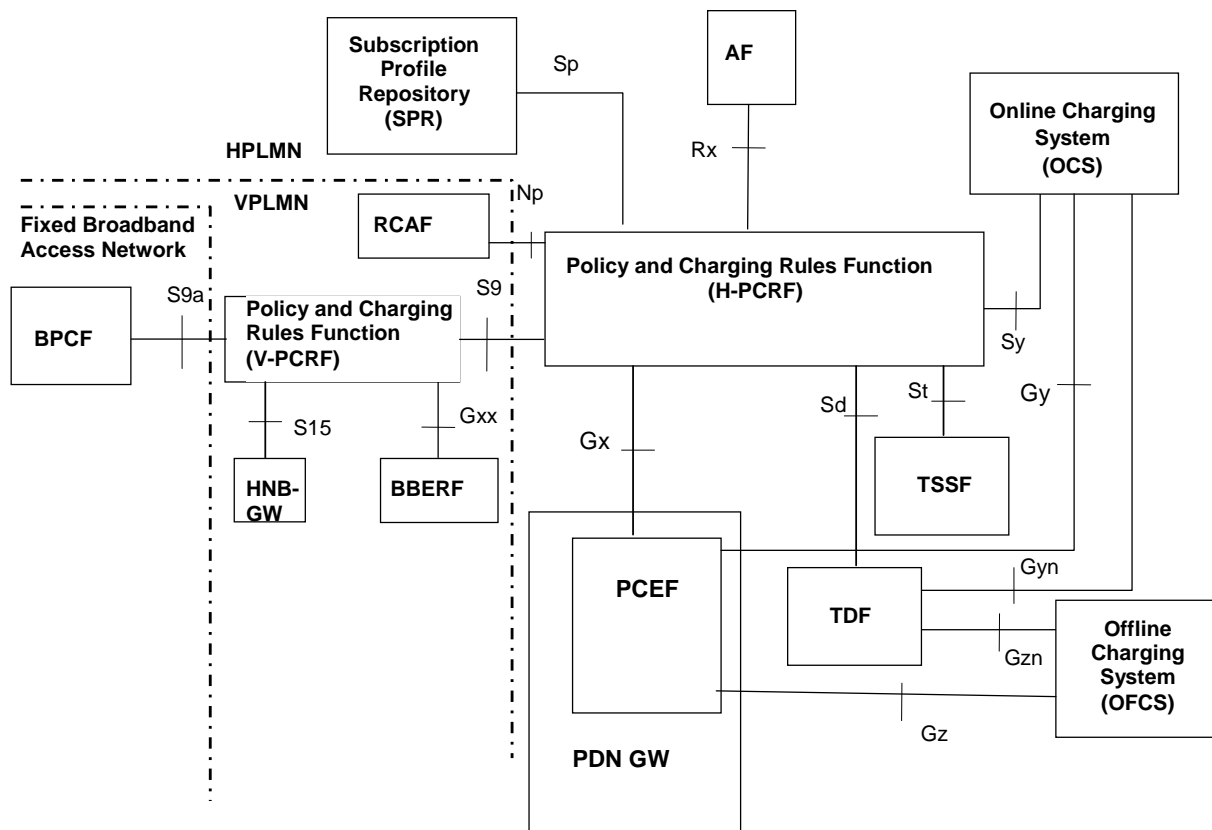 Subscription
Profile
Repository
(SPR)
Sp
AF
Rx
Online Charging
System
(OCS)
HPLMN
VPLMN
Np
RCAF
Fixed Broadband
Access Network
S9a
BPCF
Policy and Charging
Rules Function
(V-PCRF)
S9
Policy and Charging Rules Function
(H-PCRF)
Sy
Gy
S15
Gxx
HNB-
GW
BBERF
Gx
Sd
St
TSSF
PCEF
PDN GW
TDF
Gyn
Gzn
Gz
Offline
Charging
System
(OFCS)